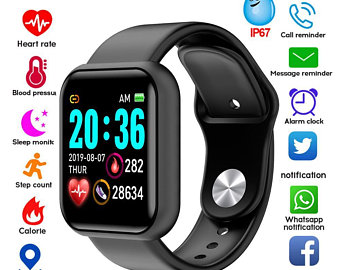 Heart rate
Blood pressu
Sleep monit
Step count
Calorie
AM
20:36
2019-08-07
THUR
282
28654
IP67
Call reminder
Message reminder
Alarm clock
notification
Whatsapp
notification